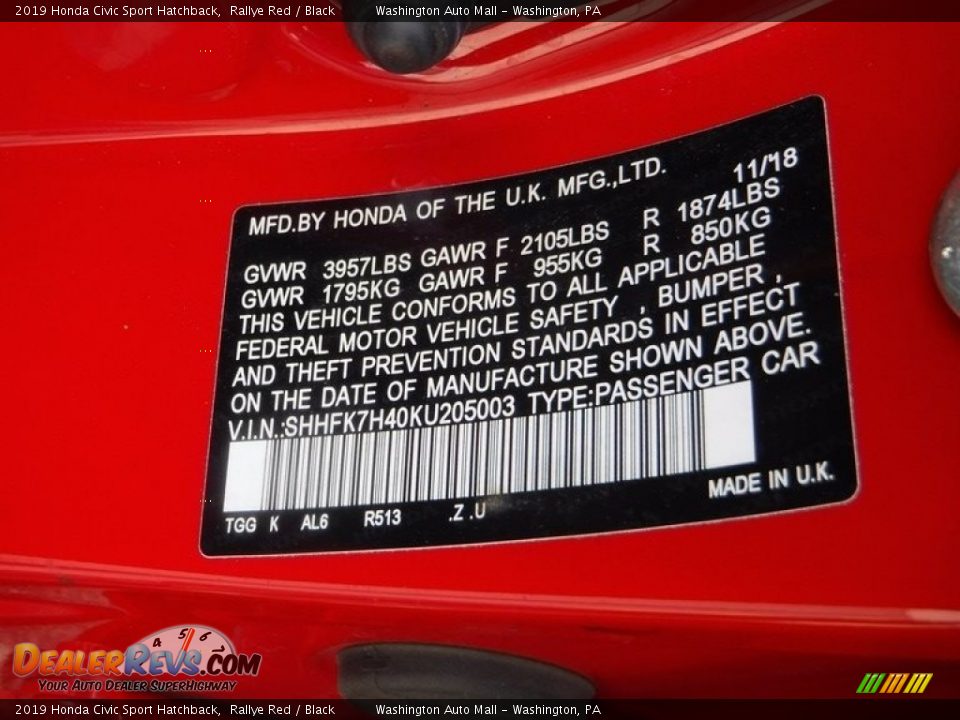 2019 Honda Civic Sport Hatchback,  Rallye Red / Black     Washington Auto Mall - Washington, PA
MFD.BY HONDA OF THE U.K. MFG.,LTD.     11/18
GVWR 3957LBS GAWR F 2105LBS   R 1874LBS
GVWR 1795KG GAWR F 955KG   R 850KG
THIS VEHICLE CONFORMS TO ALL APPLICABLE
FEDERAL MOTOR VEHICLE SAFETY , BUMPER ,
AND THEFT PREVENTION STANDARDS IN EFFECT
ON THE DATE OF MANUFACTURE SHOWN ABOVE.
V.I.N.:SHHFK7H40KU205003 TYPE:PASSENGER CAR
MADE IN U.K.
TGG K AL6   R513   .Z .U
4 5 6
DEALERREVS.COM
YOUR AUTO DEALER SUPERHIGHWAY
2019 Honda Civic Sport Hatchback,  Rallye Red / Black     Washington Auto Mall - Washington, PA